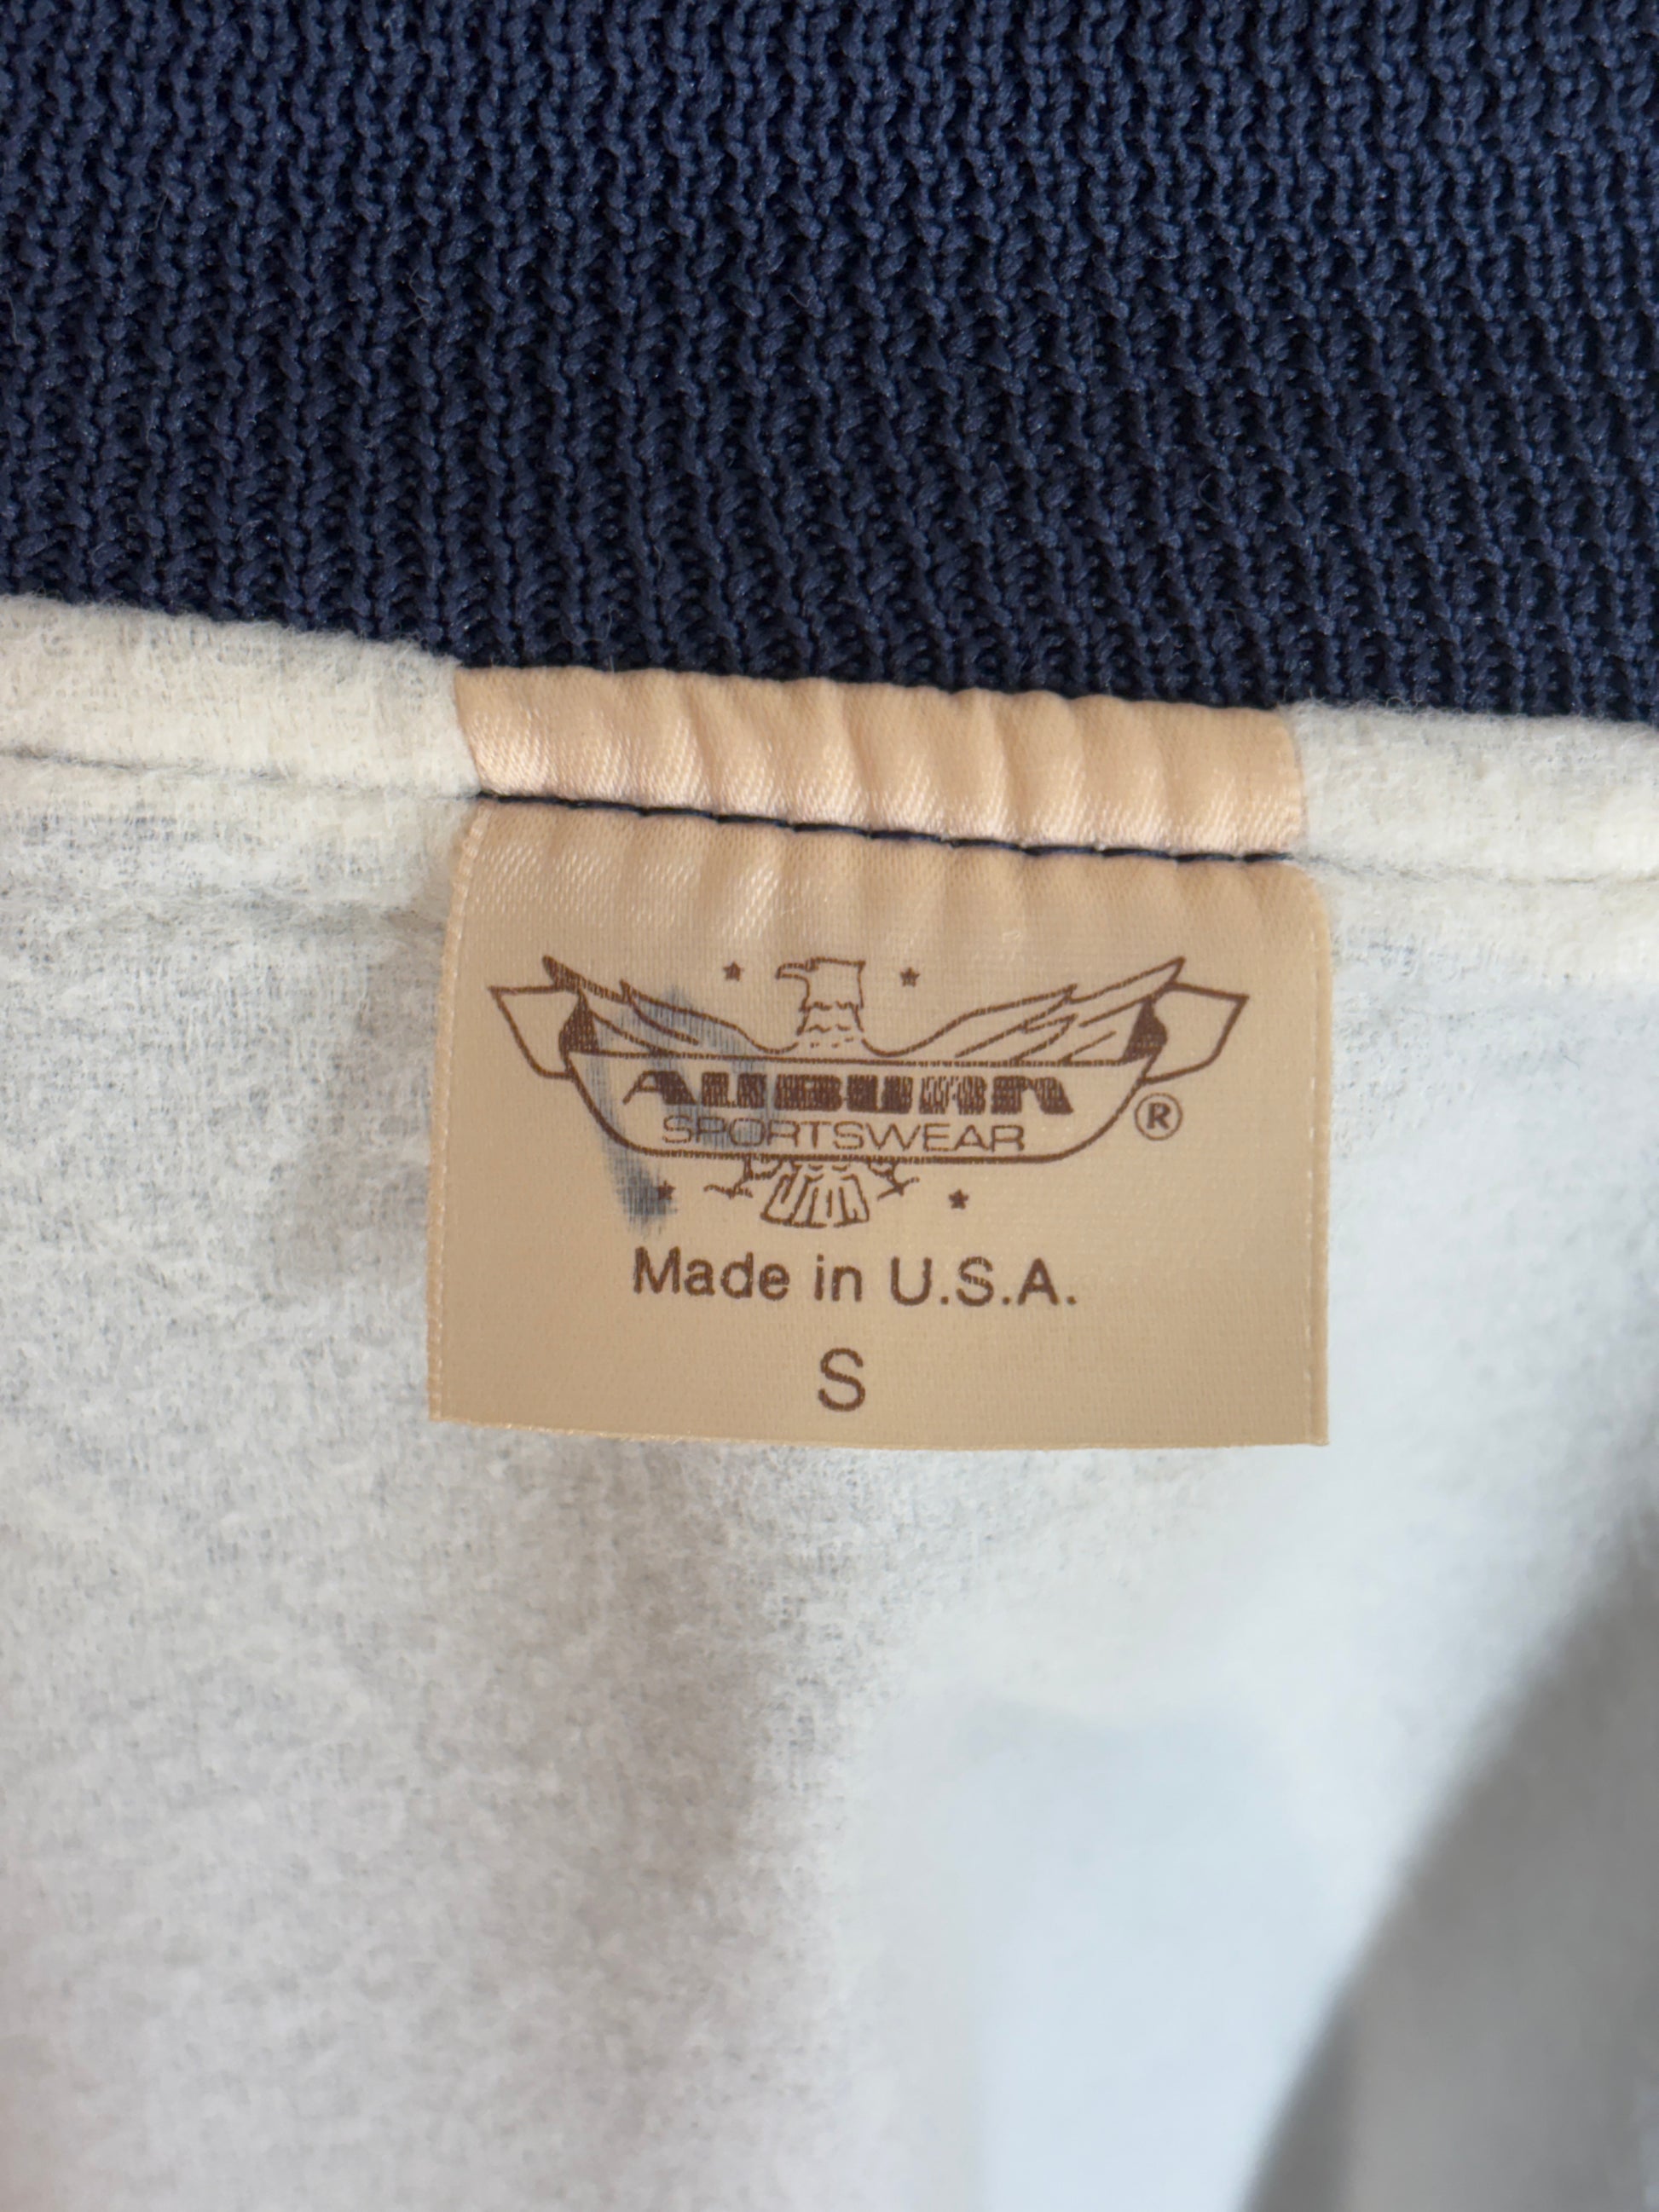 AUBURN
SPORTSWEAR
®
Made in U.S.A.
S